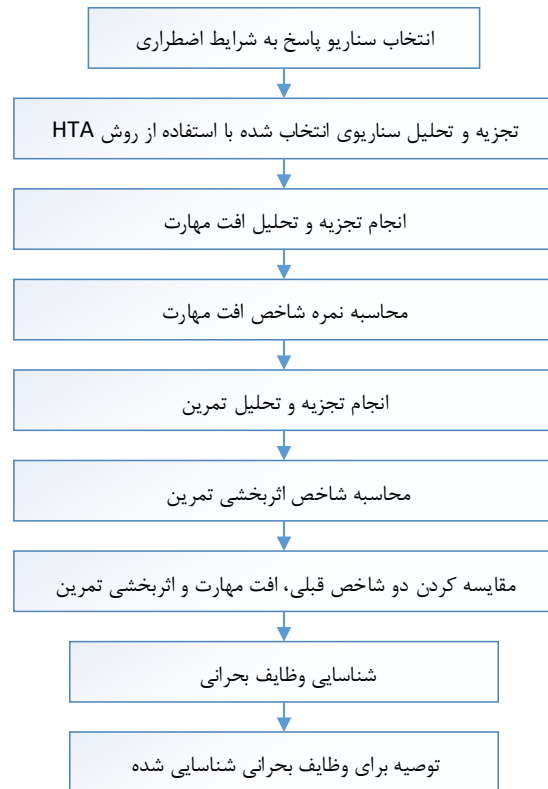 انتخاب سناریو پاسخ به شرایط اضطراری
تجزیه و تحلیل سناریوی انتخاب شده با استفاده از روش HTA
انجام تجزیه و تحلیل افت مهارت
محاسبه نمره شاخص افت مهارت
انجام تجزیه و تحلیل تمرین
محاسبه شاخص اثربخشی تمرین
مقایسه کردن دو شاخص قبلی، افت مهارت و اثربخشی تمرین
شناسایی وظایف بحرانی
توصیه برای وظایف بحرانی شناسایی شده